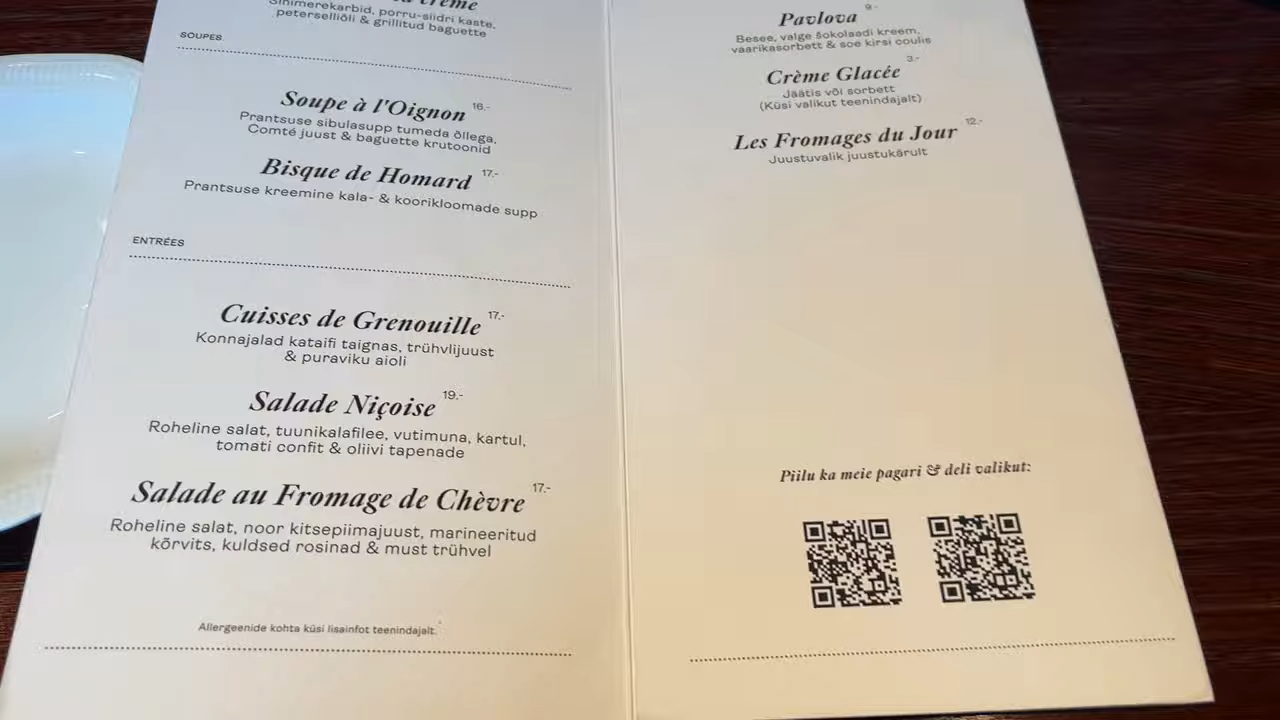 crème
Sinimerekarbid, porru-siidri kaste,
peterselliõli & grillitud baguette
SOUPES
Soupe à l'Oignon 16.-
Prantsuse sibulasupp tumeda õllega,
Comté juust & baguette krutoonid
Bisque de Homard 17.-
Prantsuse kreemine kala- & koorikloomade supp
ENTRÉES
Cuisses de Grenouille 17.-
Konnajalad kataifi taignas, trühvlijuust
& puraviku aioli
Salade Niçoise 19.-
Roheline salat, tuunikalafilee, vutimuna, kartul,
tomati confit & oliivi tapenade
Salade au Fromage de Chèvre 17.-
Roheline salat, noor kitsepiimajuust, marineeritud
kõrvits, kuldsed rosinad & must trühvel
Allergeenide kohta küsi lisainfot teenindajalt.
Pavlova 9.-
Besee, valge šokolaadi kreem,
vaarikasorbett & soe kirsi coulis
Crème Glacée 3.-
Jäätis või sorbett
(Küsi valikut teenindajalt)
Les Fromages du Jour 12.-
Juustuvalik juustukärult
Piilu ka meie pagari & deli valikut: